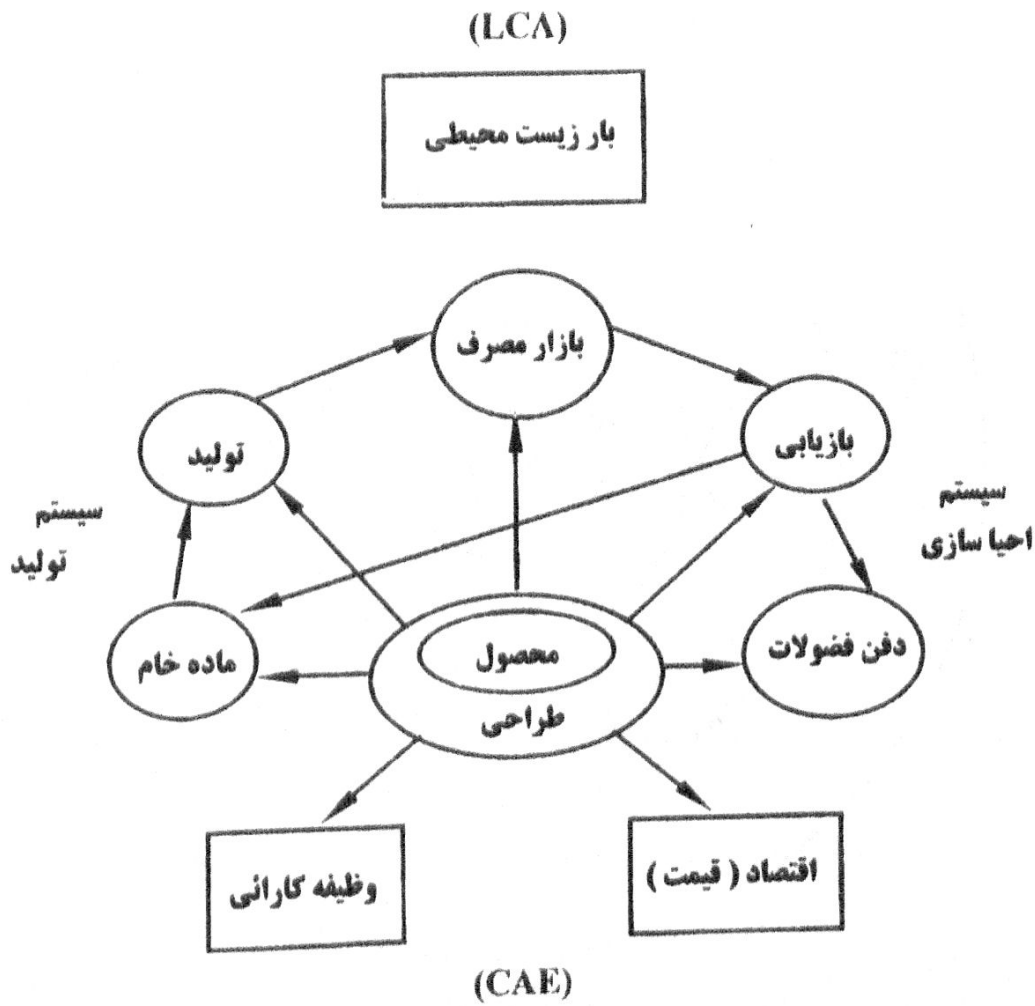 (LCA)
بار زیست محیطی
بازار مصرف
تولید
بازیابی
سیستم
تولید
سیستم
احیا سازی
ماده خام
محصول
طراحی
دفن فضولات
وظیفه کارائی
اقتصاد ( قیمت )
(CAE)